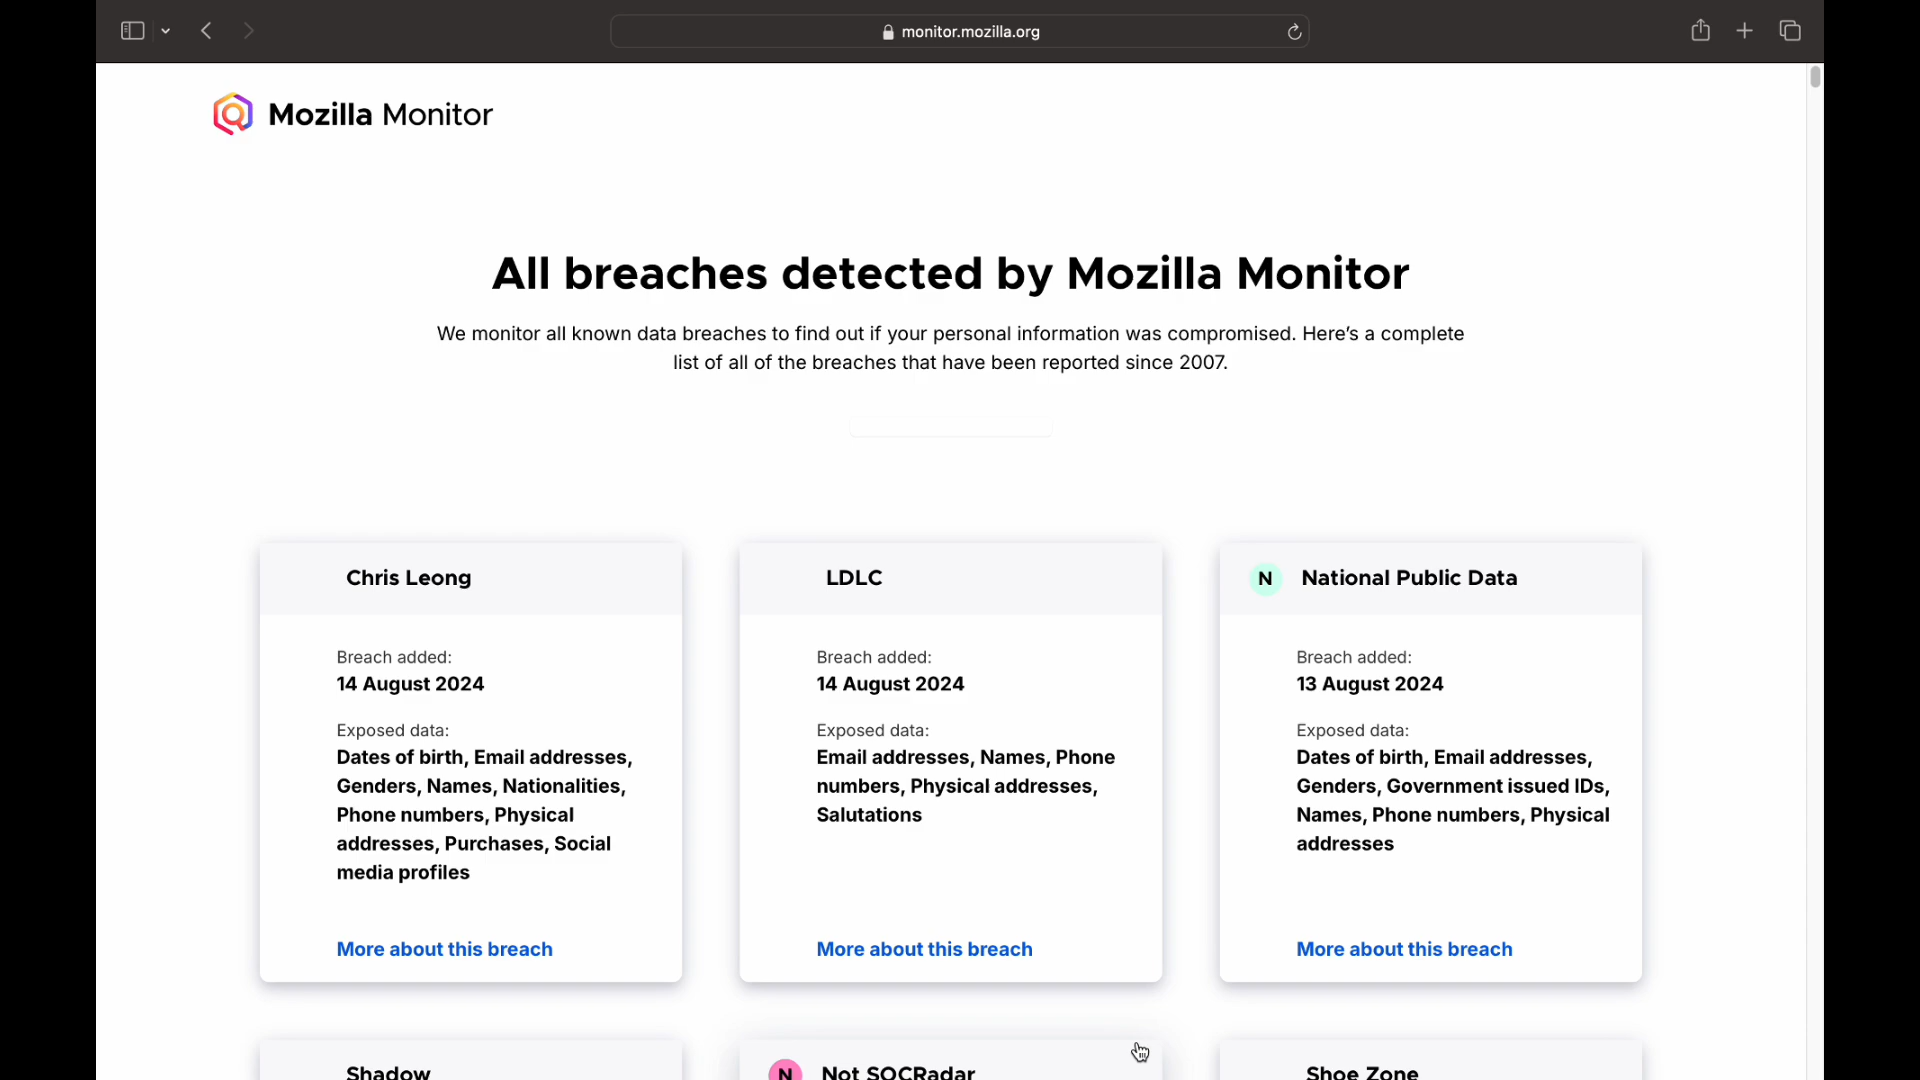 monitor.mozilla.org
Mozilla Monitor
All breaches detected by Mozilla Monitor
We monitor all known data breaches to find out if your personal information was compromised. Here’s a complete
list of all of the breaches that have been reported since 2007.
Chris Leong
Breach added:
14 August 2024
Exposed data:
Dates of birth, Email addresses,
Genders, Names, Nationalities,
Phone numbers, Physical
addresses, Purchases, Social
media profiles
More about this breach
LDLC
Breach added:
14 August 2024
Exposed data:
Email addresses, Names, Phone
numbers, Physical addresses,
Salutations
More about this breach
N National Public Data
Breach added:
13 August 2024
Exposed data:
Dates of birth, Email addresses,
Genders, Government issued IDs,
Names, Phone numbers, Physical
addresses
More about this breach
Shadow
N Not SOCRadar
Shoe Zone